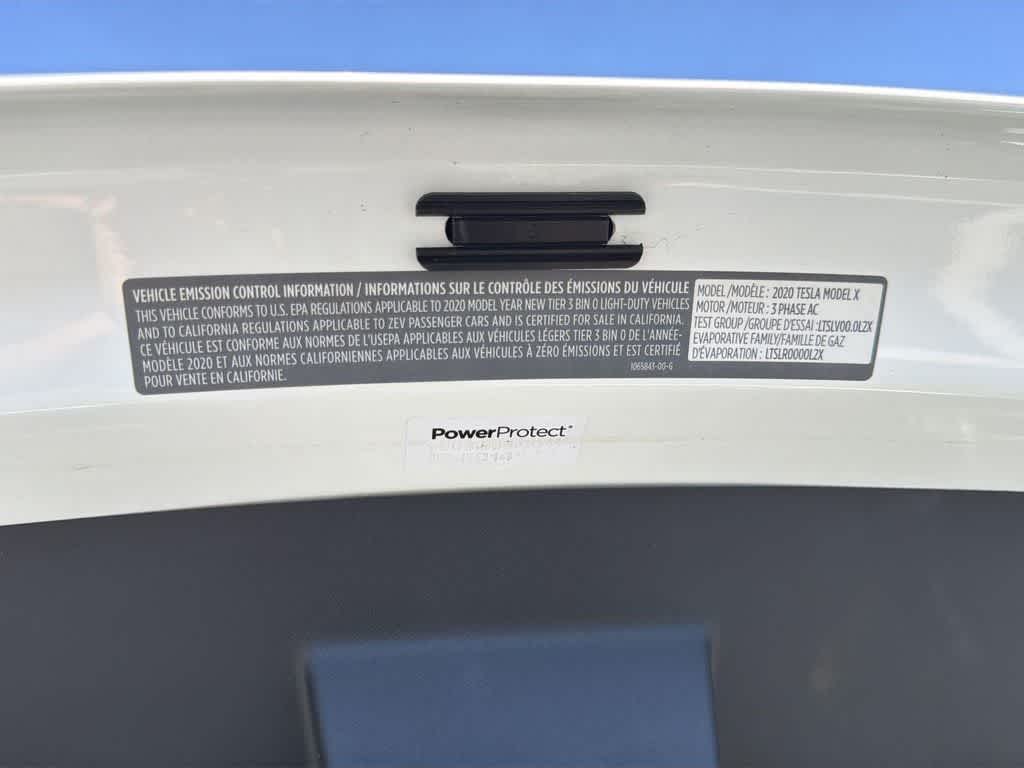 VEHICLE EMISSION CONTROL INFORMATION / INFORMATIONS SUR LE CONTRÔLE DES ÉMISSIONS DU VÉHICULE
THIS VEHICLE CONFORMS TO U.S. EPA REGULATIONS APPLICABLE TO 2020 MODEL YEAR NEW TIER 3 BIN 0 LIGHT-DUTY VEHICLES
AND TO CALIFORNIA REGULATIONS APPLICABLE TO ZEV PASSENGER CARS AND IS CERTIFIED FOR SALE IN CALIFORNIA.
CE VÉHICULE EST CONFORME AUX NORMES DE L'USEPA APPLICABLES AUX VÉHICULES LÉGERS TIER 3 BIN 0 DE L'ANNÉE-
MODÈLE 2020 ET AUX NORMES CALIFORNIENNES APPLICABLES AUX VÉHICULES À ZÉRO ÉMISSIONS ET EST CERTIFIÉ
POUR VENTE EN CALIFORNIE.
1065843-00-G
MODEL /MODÈLE : 2020 TESLA MODEL X
MOTOR /MOTEUR : 3 PHASE AC
TEST GROUP /GROUPE D'ESSAI :LTSLV00.0L2X
EVAPORATIVE FAMILY/FAMILLE DE GAZ
D'ÉVAPORATION : LTSLR0000L2X
PowerProtect